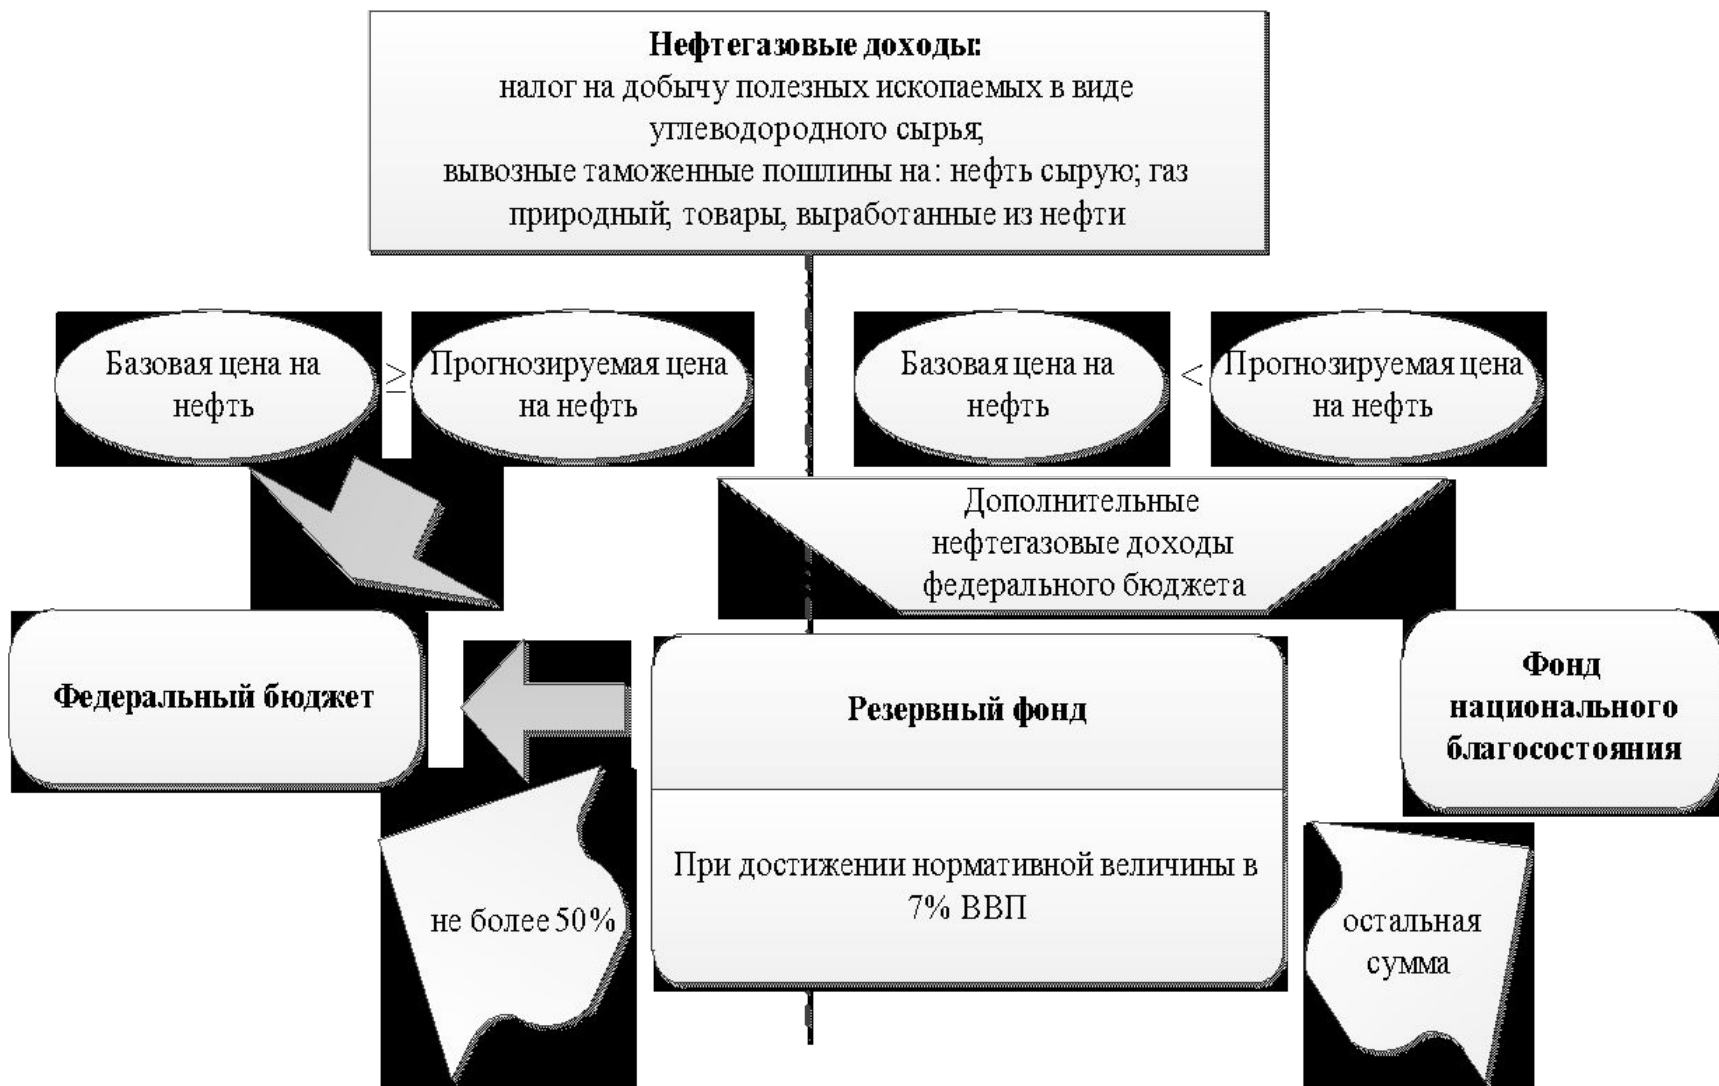 Нефтегазовые доходы:
налог на добычу полезных ископаемых в виде
углеводородного сырья;
вывозные таможенные пошлины на: нефть сырую; газ
природный; товары, выработанные из нефти
Базовая цена на
нефть
≥
Прогнозируемая цена
на нефть
Базовая цена на
нефть
<
Прогнозируемая цена
на нефть
Дополнительные
нефтегазовые доходы
федерального бюджета
Федеральный бюджет
Резервный фонд
Фонд
национального
благосостояния
При достижении нормативной величины в
7% ВВП
не более 50%
остальная
сумма